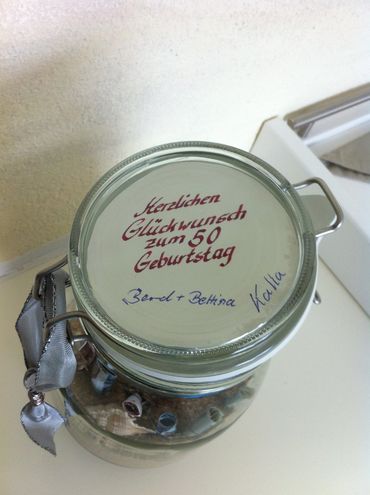 Herzlichen
Glückwunsch
zum 50
Geburtstag
Bernd + Bettina
Kalla